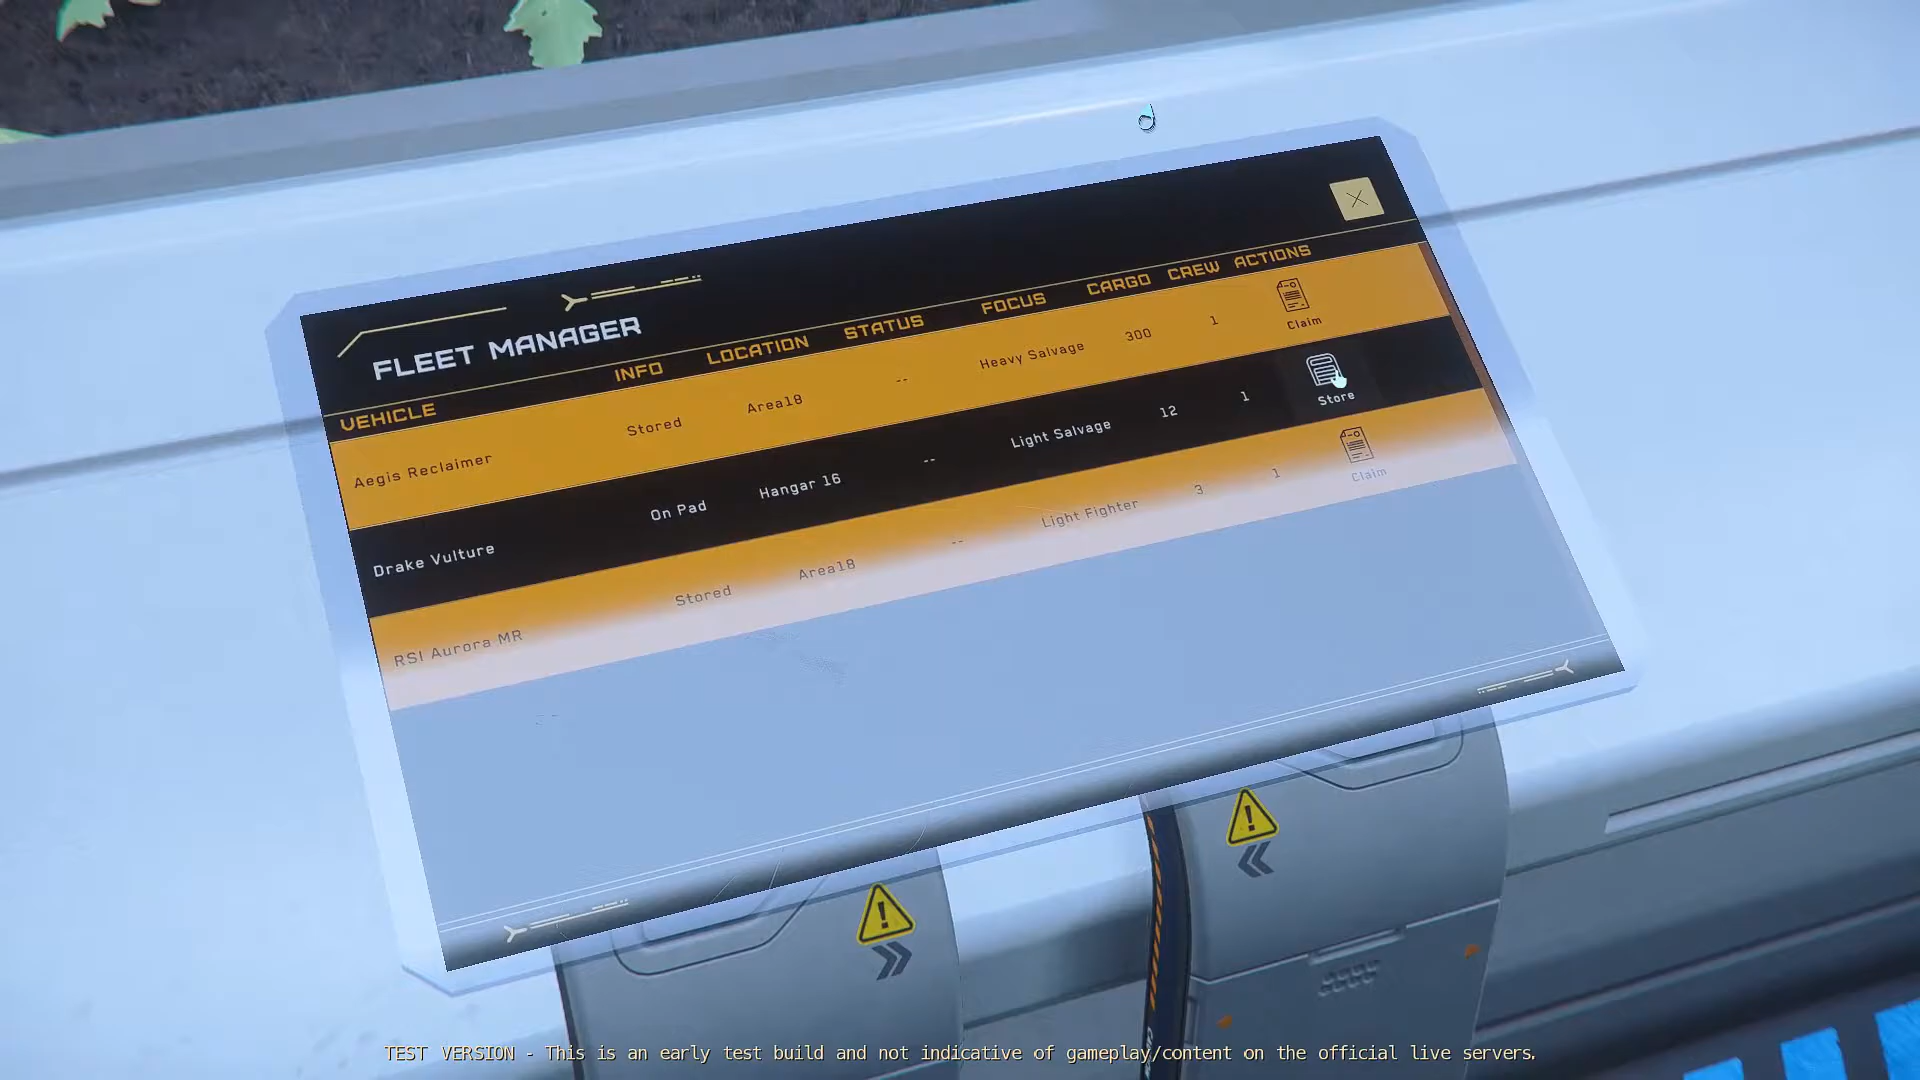 FLEET MANAGER
VEHICLE INFO LOCATION STATUS FOCUS CARGO CREW ACTIONS
Aegis Reclaimer Stored Area18 -- Heavy Salvage 300 1 Claim
Drake Vulture On Pad Hangar 16 -- Light Salvage 12 1 Store
RSI Aurora MR Stored Area18 -- Light Fighter 3 1 Claim
TEST VERSION - This is an early test build and not indicative of gameplay/content on the official live servers.